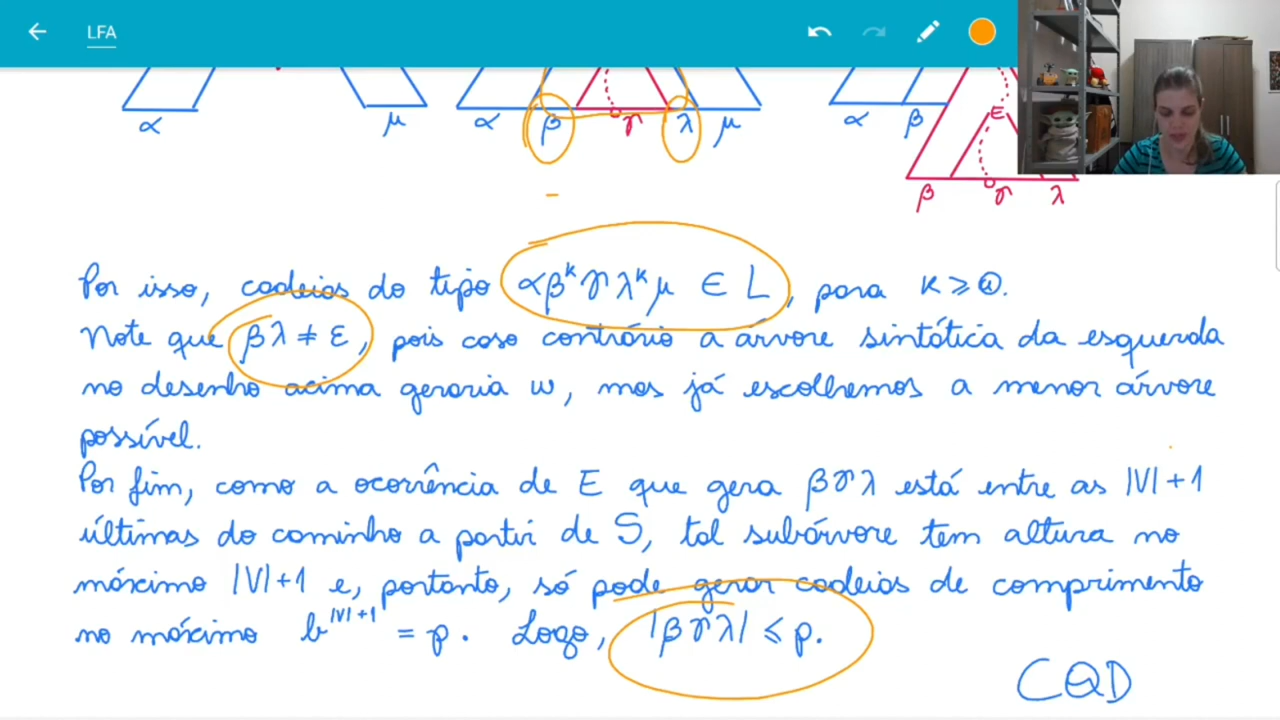 LFA
α μ α β γ λ μ α β E
β γ λ
Por isso, cadeias do tipo αβᵏγλᵏμ ∈ L, para k ⩾ 0.
Note que βλ ≠ ε, pois caso contrário a árvore sintática da esquerda
no desenho acima geraria w, mas já escolhemos a menor árvore
possível.
Por fim, como a ocorrência de E que gera βγλ está entre as |V|+1
últimas do caminho a partir de S, tal subárvore tem altura no
máximo |V|+1 e, portanto, só pode gerar cadeias de comprimento
no máximo b^|V|+1 = p. Logo, |βγλ| ⩽ p.
CQD